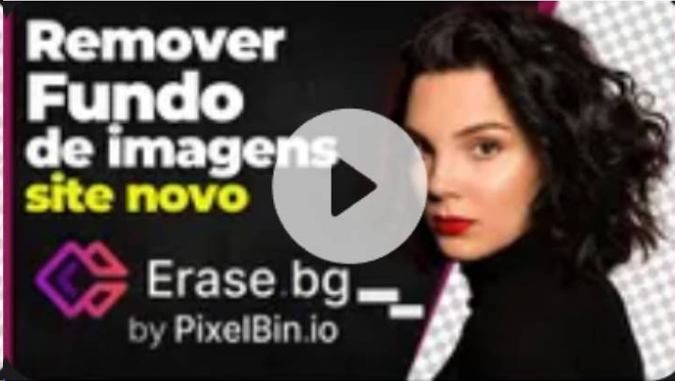 Remover
Fundo
de imagens
site novo
Erase.bg
by PixelBin.io